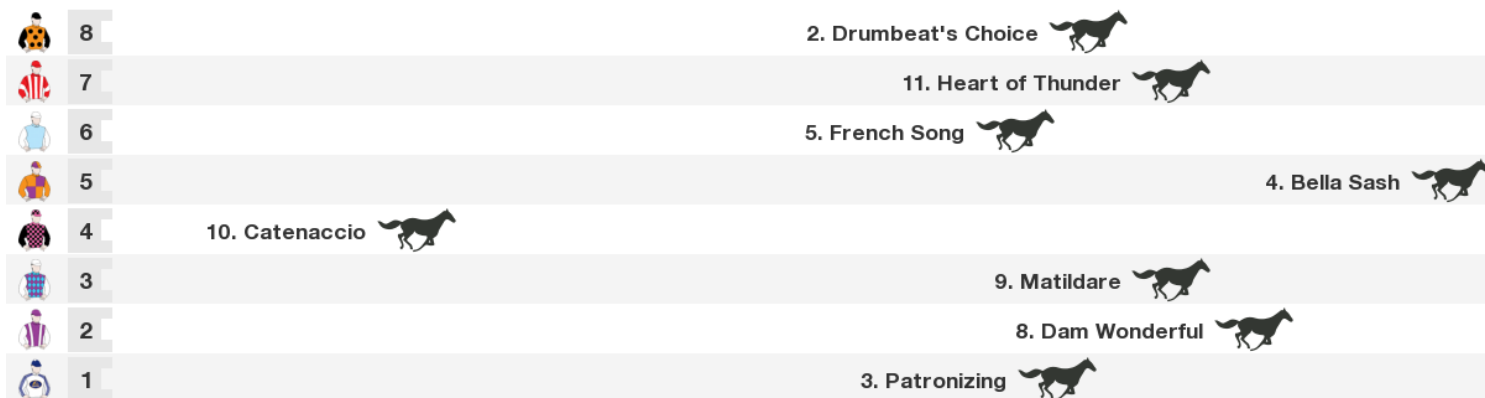 8 2. Drumbeat's Choice
7 11. Heart of Thunder
6 5. French Song
5 4. Bella Sash
4 10. Catenaccio
3 9. Matildare
2 8. Dam Wonderful
1 3. Patronizing